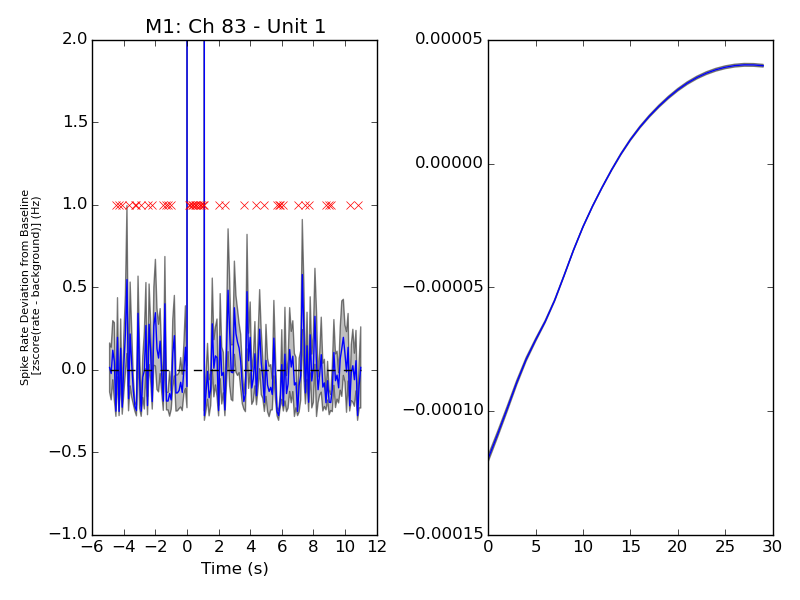 M1: Ch 83 - Unit 1
Spike Rate Deviation from Baseline
[zscore(rate - background)] (Hz)
2.0
1.5
1.0
0.5
0.0
−0.5
−1.0
−6 −4 −2 0 2 4 6 8 10 12
Time (s)
0.00005
0.00000
−0.00005
−0.00010
−0.00015
0 5 10 15 20 25 30